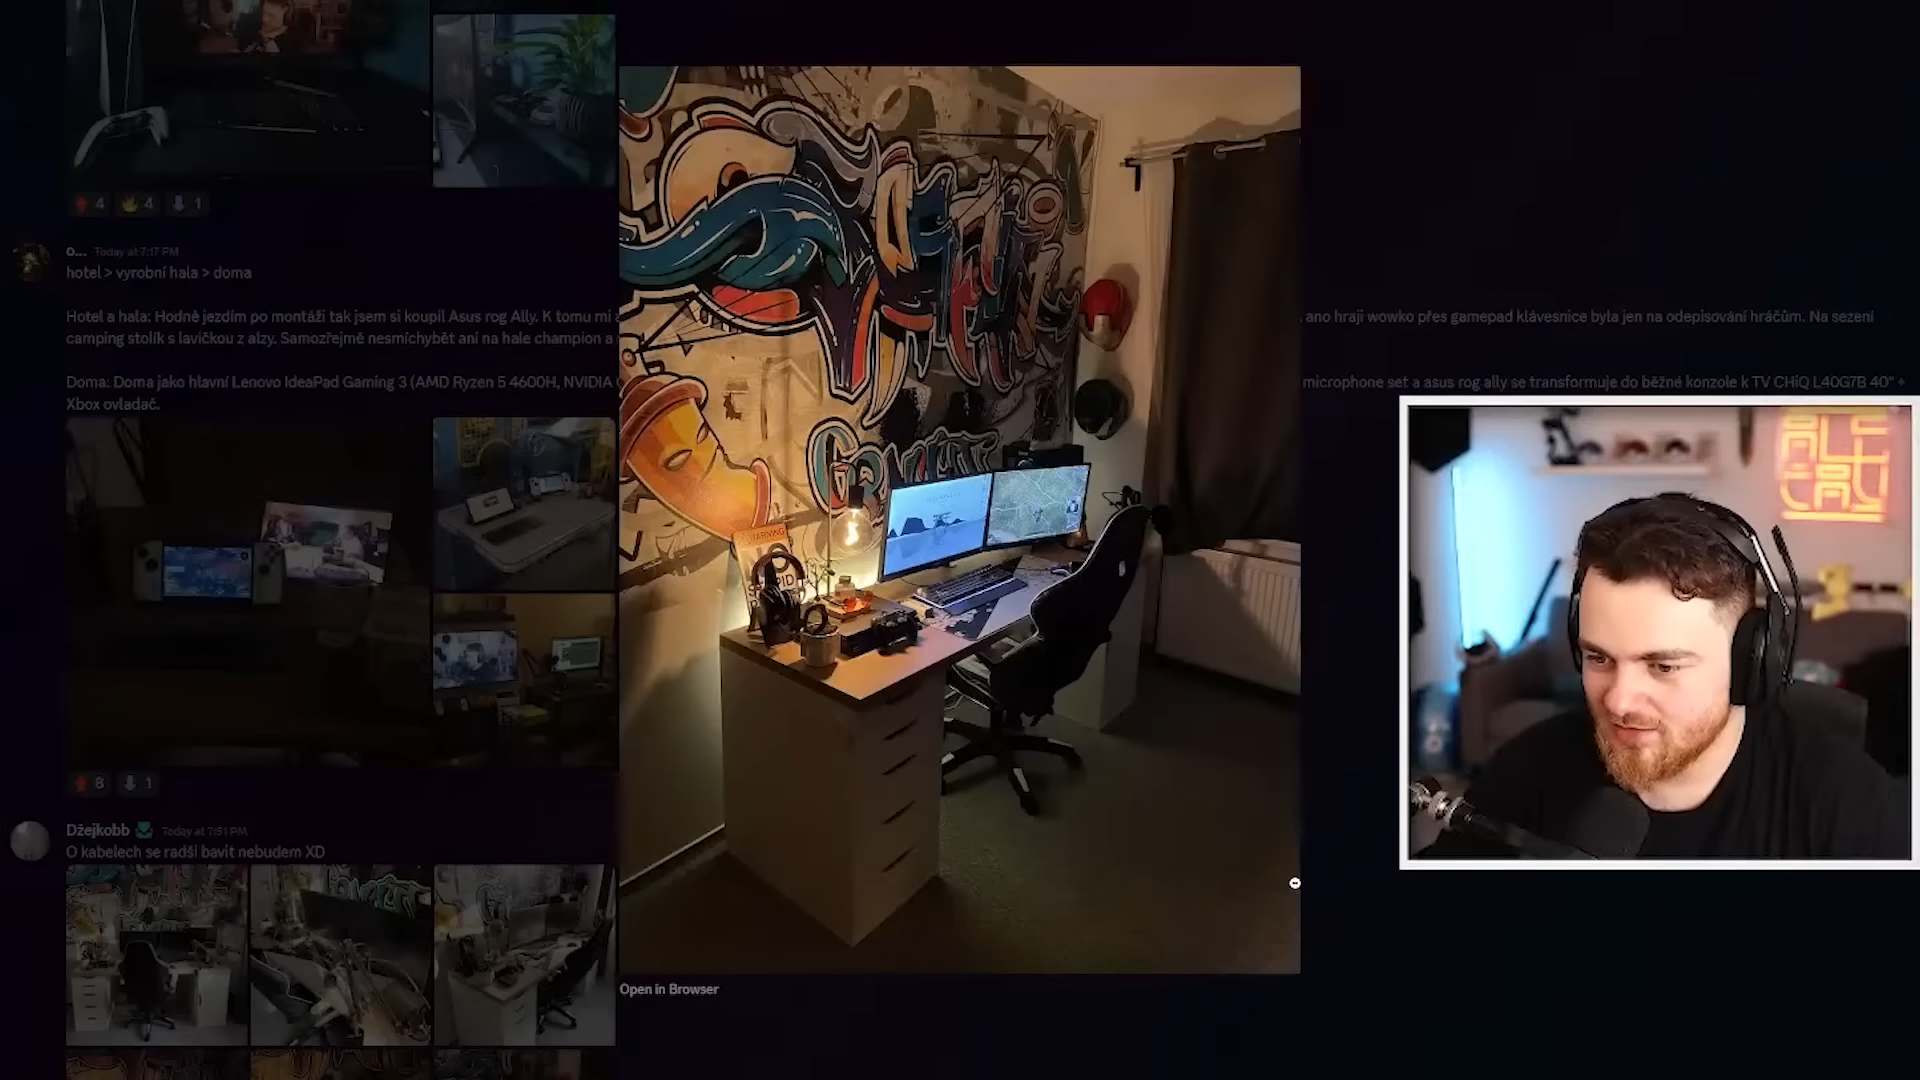 4 4 1
o... Today at 7:17 PM
hotel > vyrobní hala > doma
Hotel a hala: Hodně jezdím po montáži tak jsem si koupil Asus rog Ally. K tomu mi ano hraji wowko přes gamepad klávesnice byla jen na odepisování hráčům. Na sezení
camping stolík s lavičkou z alzy. Samozřejmě nesmíchybět aní na hale champion a
Doma: Doma jako hlavní Lenovo IdeaPad Gaming 3 (AMD Ryzen 5 4600H, NVIDIA microphone set a asus rog ally se transformuje do běžné konzole k TV CHiQ L40G7B 40" +
Xbox ovladač.
WARNING
8 1
Džejkobb Today at 7:51 PM
O kabelech se radši bavit nebudem XD
Open in Browser